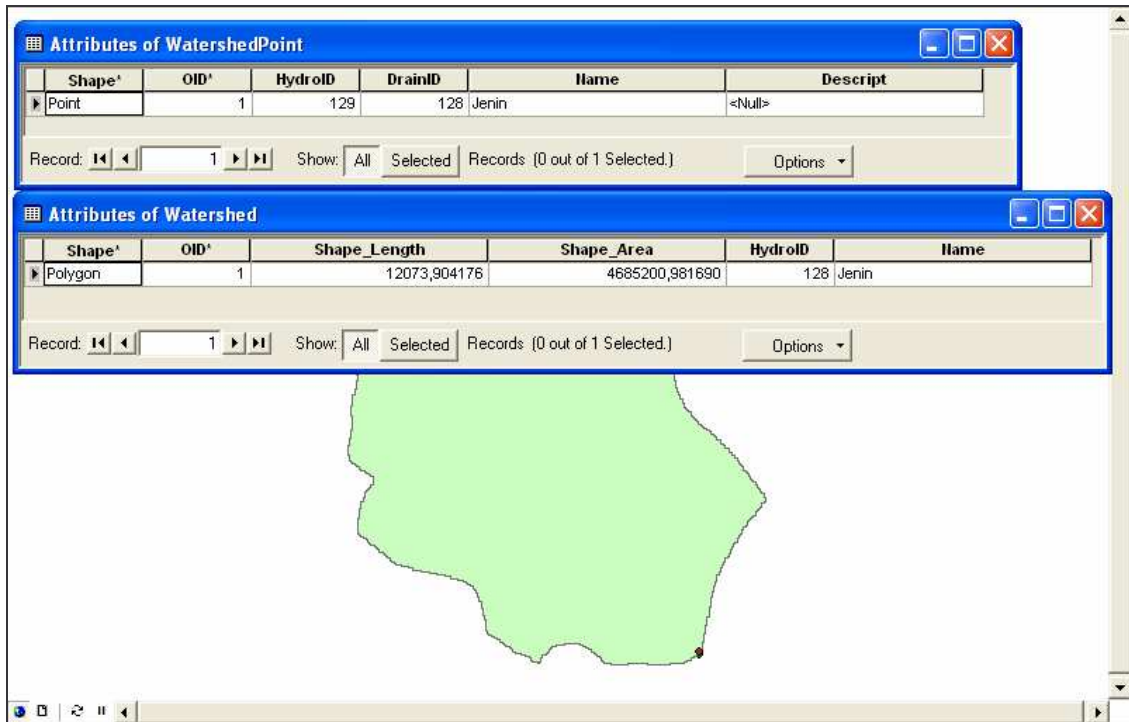 Attributes of WatershedPoint
Shape* OID* HydroID DrainID Name Descript
Point 1 129 128 Jenin <Null>
Record: 1 Show: All Selected Records (0 out of 1 Selected.) Options
Attributes of Watershed
Shape* OID* Shape_Length Shape_Area HydroID Name
Polygon 1 12073,904176 4685200,981690 128 Jenin
Record: 1 Show: All Selected Records (0 out of 1 Selected.) Options